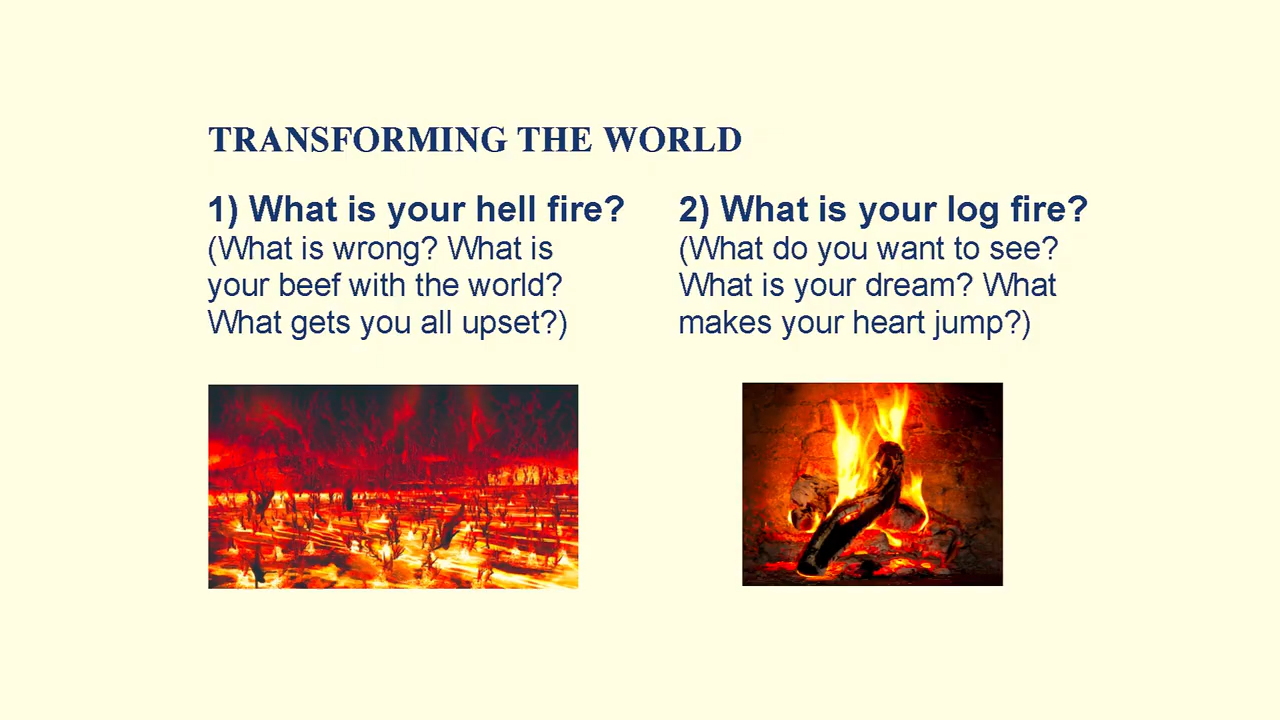 TRANSFORMING THE WORLD
1) What is your hell fire?
(What is wrong? What is
your beef with the world?
What gets you all upset?)
2) What is your log fire?
(What do you want to see?
What is your dream? What
makes your heart jump?)